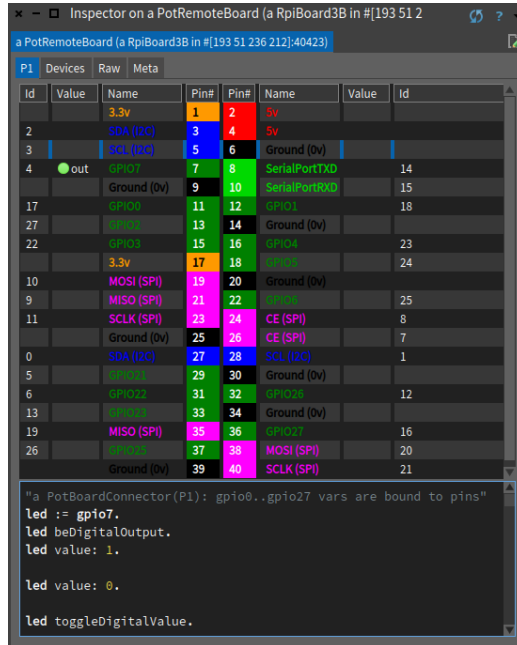 Inspector on a PotRemoteBoard (a RpiBoard3B in #[193 51 2
?
a PotRemoteBoard (a RpiBoard3B in #[193 51 236 212]:40423)
P1 Devices Raw Meta
Id Value Name Pin# Pin# Name Value Id
3.3v 1 2 5v
2 SDA (I2C) 3 4 5v
3 SCL (I2C) 5 6 Ground (0v)
4 out GPIO7 7 8 SerialPortTXD 14
Ground (0v) 9 10 SerialPortRXD 15
17 GPIO0 11 12 GPIO1 18
27 GPIO2 13 14 Ground (0v)
22 GPIO3 15 16 GPIO4 23
3.3v 17 18 GPIO5 24
10 MOSI (SPI) 19 20 Ground (0v)
9 MISO (SPI) 21 22 GPIO6 25
11 SCLK (SPI) 23 24 CE (SPI) 8
Ground (0v) 25 26 CE (SPI) 7
0 SDA (I2C) 27 28 SCL (I2C) 1
5 GPIO21 29 30 Ground (0v)
6 GPIO22 31 32 GPIO26 12
13 GPIO23 33 34 Ground (0v)
19 MISO (SPI) 35 36 GPIO27 16
26 GPIO25 37 38 MOSI (SPI) 20
Ground (0v) 39 40 SCLK (SPI) 21
"a PotBoardConnector(P1): gpio0..gpio27 vars are bound to pins"
led := gpio7.
led beDigitalOutput.
led value: 1.
led value: 0.
led toggleDigitalValue.